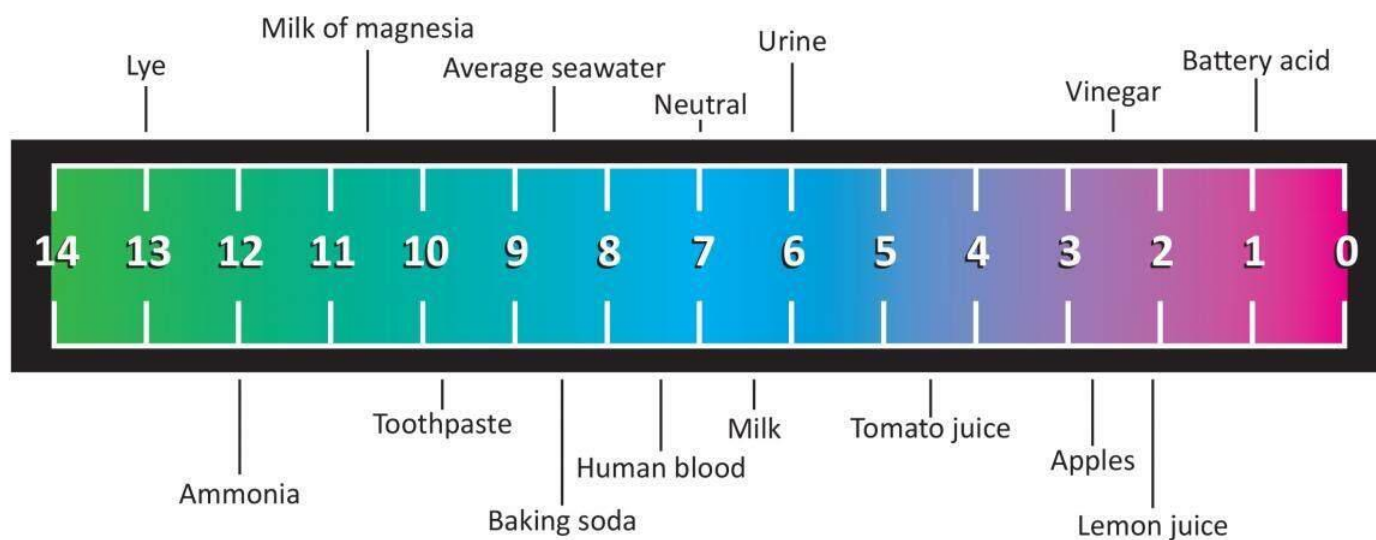 Milk of magnesia
Urine
Lye
Average seawater
Battery acid
Neutral
Vinegar
14 13 12 11 10 9 8 7 6 5 4 3 2 1 0
Toothpaste
Milk
Tomato juice
Human blood
Apples
Ammonia
Baking soda
Lemon juice